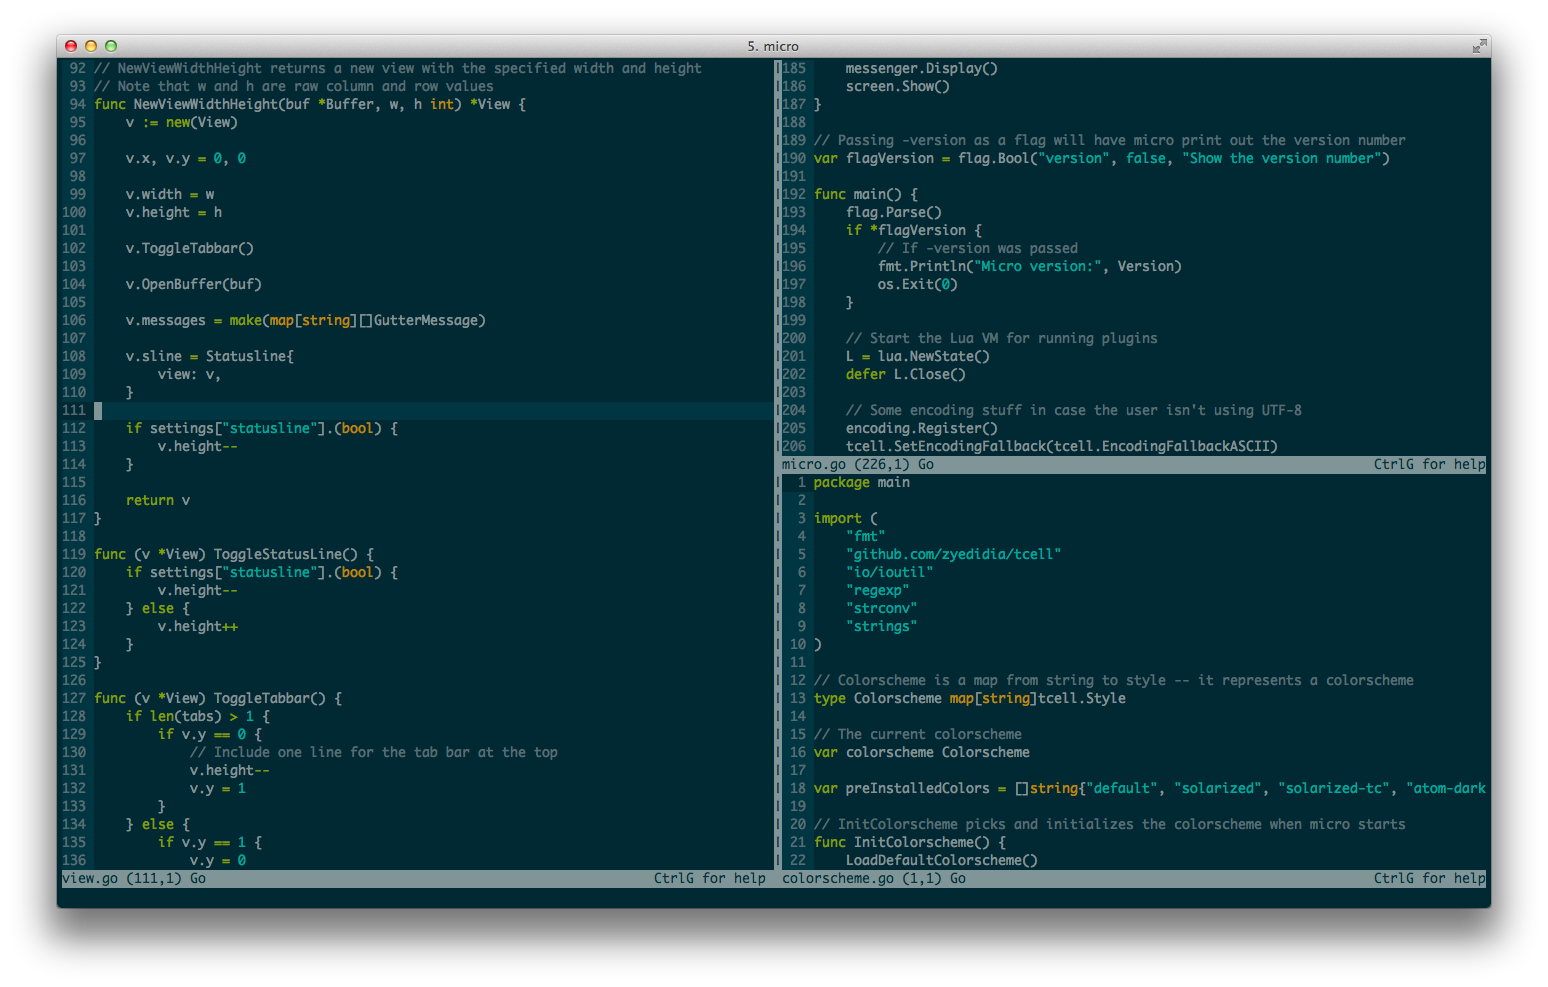 5. micro
92 // NewViewWidthHeight returns a new view with the specified width and height
93 // Note that w and h are raw column and row values
94 func NewViewWidthHeight(buf *Buffer, w, h int) *View {
95     v := new(View)
96
97     v.x, v.y = 0, 0
98
99     v.width = w
100     v.height = h
101
102     v.ToggleTabbar()
103
104     v.OpenBuffer(buf)
105
106     v.messages = make(map[string][]GutterMessage)
107
108     v.sline = Statusline{
109         view: v,
110     }
111
112     if settings["statusline"].(bool) {
113         v.height--
114     }
115
116     return v
117 }
118
119 func (v *View) ToggleStatusLine() {
120     if settings["statusline"].(bool) {
121         v.height--
122     } else {
123         v.height++
124     }
125 }
126
127 func (v *View) ToggleTabbar() {
128     if len(tabs) > 1 {
129         if v.y == 0 {
130             // Include one line for the tab bar at the top
131             v.height--
132             v.y = 1
133         }
134     } else {
135         if v.y == 1 {
136             v.y = 0
view.go (111,1) Go CtrlG for help
185     messenger.Display()
186     screen.Show()
187 }
188
189 // Passing -version as a flag will have micro print out the version number
190 var flagVersion = flag.Bool("version", false, "Show the version number")
191
192 func main() {
193     flag.Parse()
194     if *flagVersion {
195         // If -version was passed
196         fmt.Println("Micro version:", Version)
197         os.Exit(0)
198     }
199
200     // Start the Lua VM for running plugins
201     L = lua.NewState()
202     defer L.Close()
203
204     // Some encoding stuff in case the user isn't using UTF-8
205     encoding.Register()
206     tcell.SetEncodingFallback(tcell.EncodingFallbackASCII)
micro.go (226,1) Go CtrlG for help
1 package main
2
3 import (
4     "fmt"
5     "github.com/zyedidia/tcell"
6     "io/ioutil"
7     "regexp"
8     "strconv"
9     "strings"
10 )
11
12 // Colorscheme is a map from string to style -- it represents a colorscheme
13 type Colorscheme map[string]tcell.Style
14
15 // The current colorscheme
16 var colorscheme Colorscheme
17
18 var preInstalledColors = []string{"default", "solarized", "solarized-tc", "atom-dark
19
20 // InitColorscheme picks and initializes the colorscheme when micro starts
21 func InitColorscheme() {
22     LoadDefaultColorscheme()
colorscheme.go (1,1) Go CtrlG for help